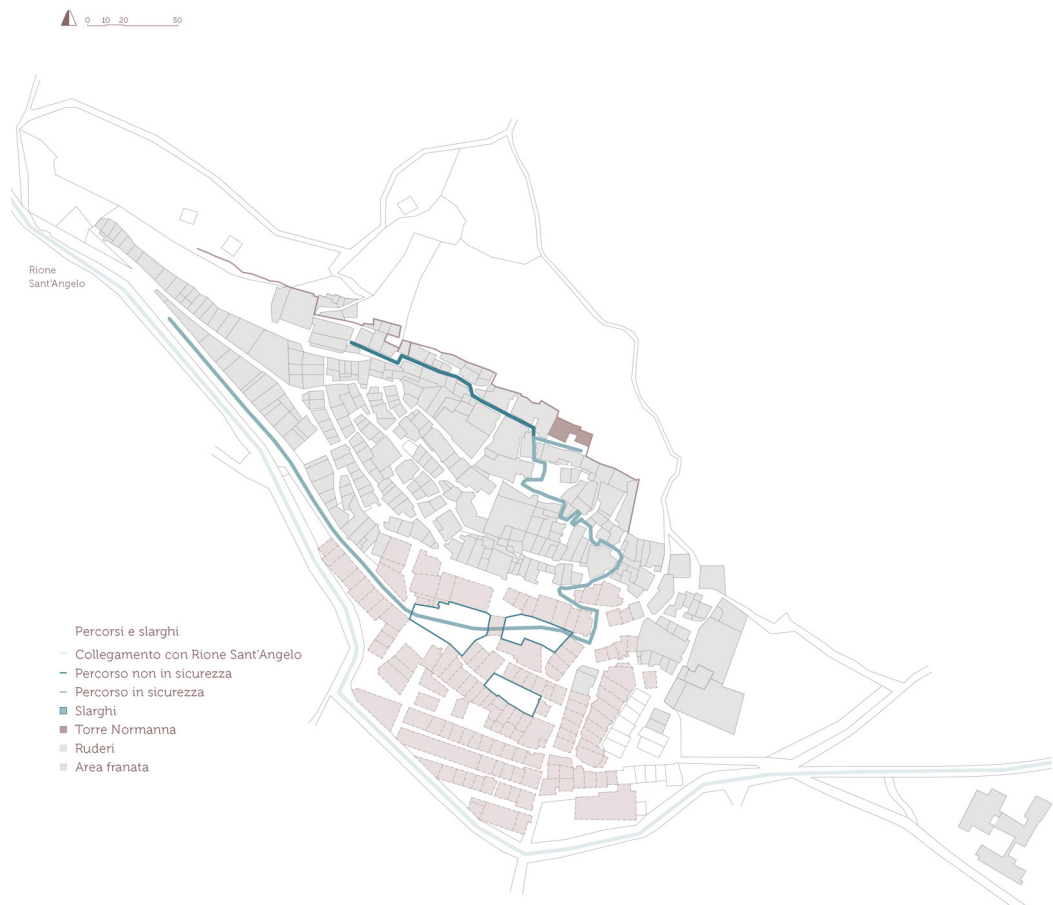 0 10 20 50
Rione
Sant'Angelo
Percorsi e slarghi
Collegamento con Rione Sant'Angelo
Percorso non in sicurezza
Percorso in sicurezza
Slarghi
Torre Normanna
Ruderi
Area franata